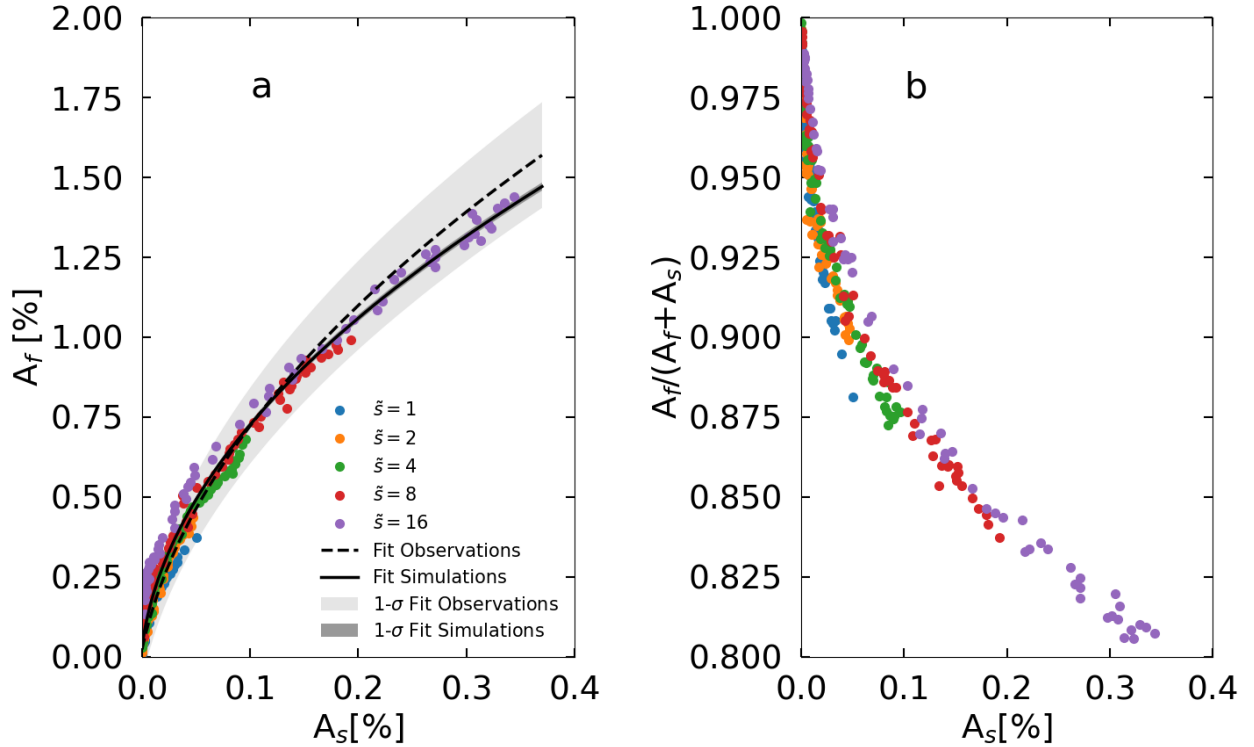 a
2.00
1.75
1.50
1.25
1.00
0.75
0.50
0.25
0.00
A_f [%]
0.0 0.1 0.2 0.3 0.4
A_s[%]
s̃ = 1
s̃ = 2
s̃ = 4
s̃ = 8
s̃ = 16
Fit Observations
Fit Simulations
1-σ Fit Observations
1-σ Fit Simulations
b
1.000
0.975
0.950
0.925
0.900
0.875
0.850
0.825
0.800
A_f/(A_f+A_s)
0.0 0.1 0.2 0.3 0.4
A_s[%]